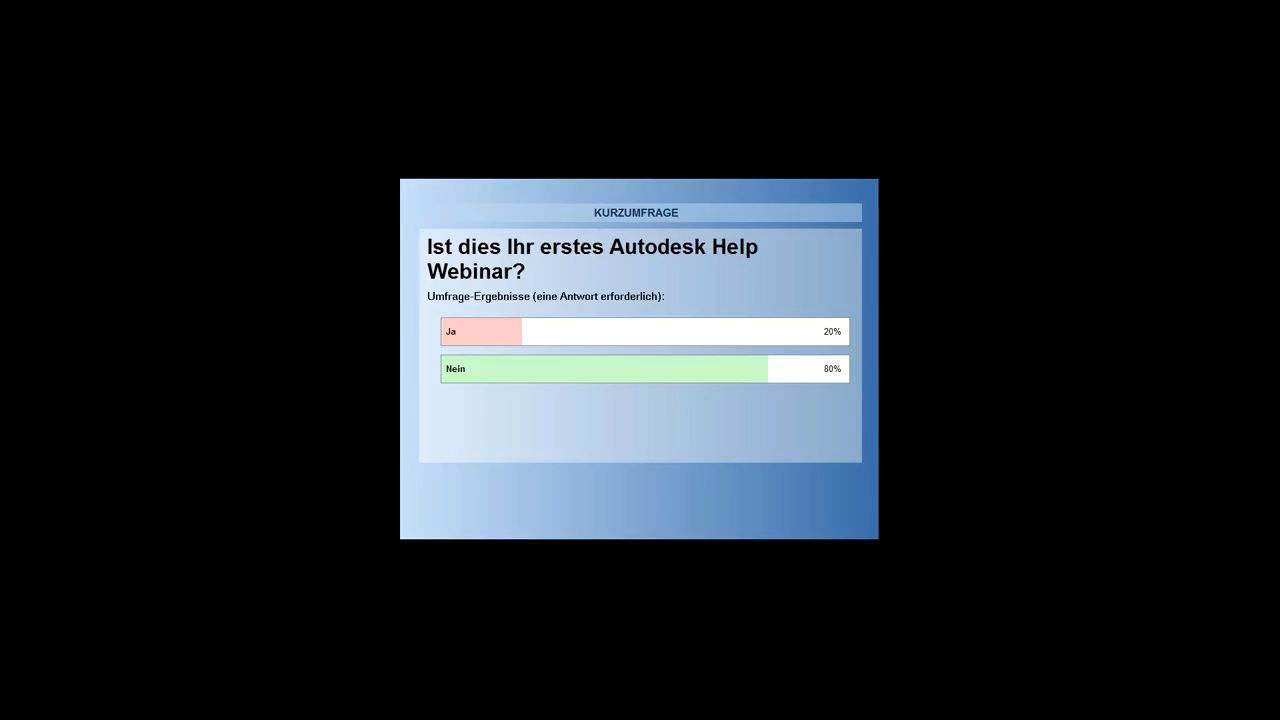 KURZUMFRAGE
Ist dies Ihr erstes Autodesk Help
Webinar?
Umfrage-Ergebnisse (eine Antwort erforderlich):
Ja 20%
Nein 80%